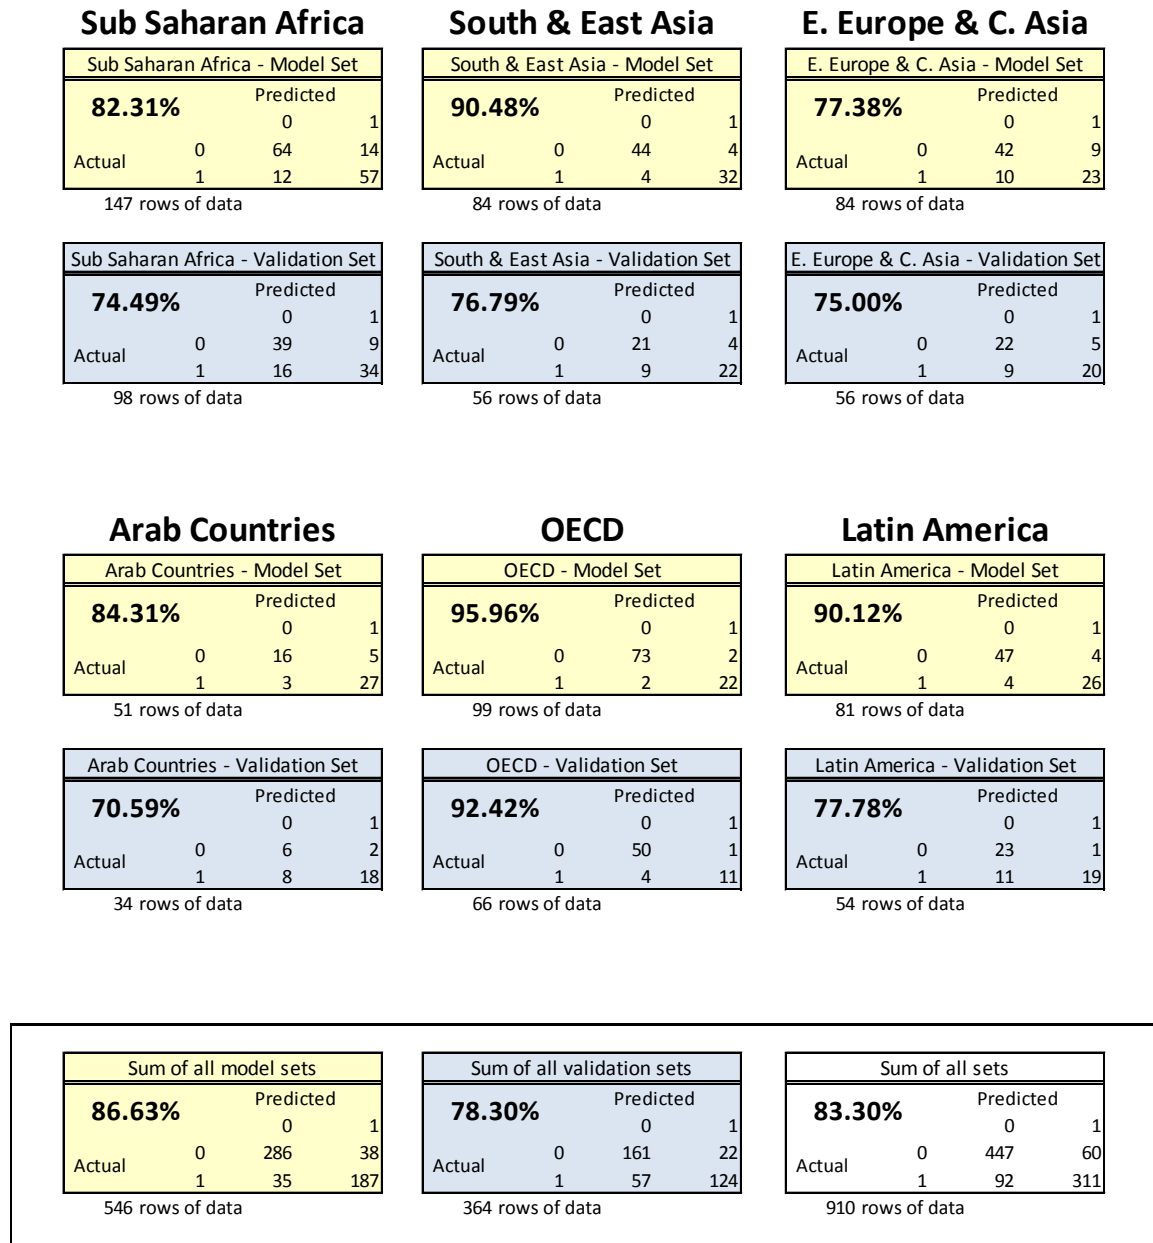 Sub Saharan Africa South & East Asia E. Europe & C. Asia
Sub Saharan Africa - Model Set South & East Asia - Model Set E. Europe & C. Asia - Model Set
82.31% Predicted 90.48% Predicted 77.38% Predicted
0 1 0 1 0 1
Actual 0 64 14 Actual 0 44 4 Actual 0 42 9
1 12 57 1 4 32 1 10 23
147 rows of data 84 rows of data 84 rows of data
Sub Saharan Africa - Validation Set South & East Asia - Validation Set E. Europe & C. Asia - Validation Set
74.49% Predicted 76.79% Predicted 75.00% Predicted
0 1 0 1 0 1
Actual 0 39 9 Actual 0 21 4 Actual 0 22 5
1 16 34 1 9 22 1 9 20
98 rows of data 56 rows of data 56 rows of data
Arab Countries OECD Latin America
Arab Countries - Model Set OECD - Model Set Latin America - Model Set
84.31% Predicted 95.96% Predicted 90.12% Predicted
0 1 0 1 0 1
Actual 0 16 5 Actual 0 73 2 Actual 0 47 4
1 3 27 1 2 22 1 4 26
51 rows of data 99 rows of data 81 rows of data
Arab Countries - Validation Set OECD - Validation Set Latin America - Validation Set
70.59% Predicted 92.42% Predicted 77.78% Predicted
0 1 0 1 0 1
Actual 0 6 2 Actual 0 50 1 Actual 0 23 1
1 8 18 1 4 11 1 11 19
34 rows of data 66 rows of data 54 rows of data
Sum of all model sets Sum of all validation sets Sum of all sets
86.63% Predicted 78.30% Predicted 83.30% Predicted
0 1 0 1 0 1
Actual 0 286 38 Actual 0 161 22 Actual 0 447 60
1 35 187 1 57 124 1 92 311
546 rows of data 364 rows of data 910 rows of data